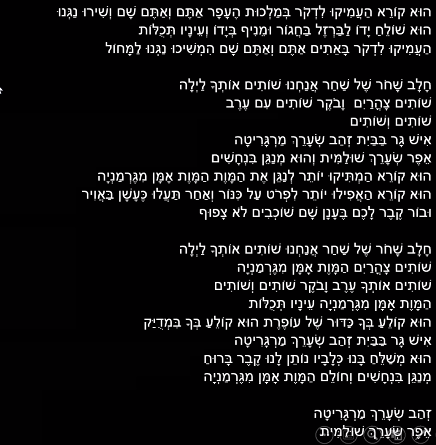 הוּא קוֹרֵא הַעֲמִיקוּ לִדְקֹר בְּמַלְכוּת הֶעָפָר אַתֶּם וְאַתֶּם שָׁם וְשִׁירוּ נַגְּנוּ
הוּא שׁוֹלֵחַ יָדוֹ לַבַּרְזֶל בַּחֲגוֹר וּמֵנִיף בְּיָדוֹ וְעֵינָיו תְּכֻלּוֹת
הַעֲמִיקוּ לִדְקֹר בָּאִתִּים אַתֶּם וְאַתֶּם שָׁם הַמְשִׁיכוּ נַגְּנוּ לַמָּחוֹל

חָלָב שָׁחֹר שֶׁל שַׁחַר אֲנַחְנוּ שׁוֹתִים אוֹתְךָ לַיְלָה
שׁוֹתִים צָהֳרַיִם וָבֹקֶר שׁוֹתִים עִם עֶרֶב
שׁוֹתִים וְשׁוֹתִים
אִישׁ גָּר בַּבַּיִת זְהַב שְׂעָרֵךְ מַרְגָּרִיטָה
אֵפֶר שְׂעָרֵךְ שׁוּלַמִּית וְהוּא מְנַגֵּן בִּנְחָשִׁים
הוּא קוֹרֵא הַמְתִּיקוּ יוֹתֵר לְנַגֵּן אֶת הַמָּוֶת הַמָּוֶת אָמָּן מִגֶּרְמַנְיָה
הוּא קוֹרֵא הַאֲפִילוּ יוֹתֵר לִפְרֹט עַל כִּנּוֹר וְאַחַר תַּעֲלוּ כְּעָשָׁן בַּאֲוִיר
וּבוֹר קֶבֶר לָכֶם בֶּעָנָן שָׁם שׁוֹכְבִים לֹא צָפוּף

חָלָב שָׁחֹר שֶׁל שַׁחַר אֲנַחְנוּ שׁוֹתִים אוֹתְךָ לַיְלָה
שׁוֹתִים צָהֳרַיִם הַמָּוֶת אָמָּן מִגֶּרְמַנְיָה
שׁוֹתִים אוֹתְךָ עֶרֶב וָבֹקֶר שׁוֹתִים וְשׁוֹתִים
הַמָּוֶת אָמָּן מִגֶּרְמַנְיָה עֵינָיו תְּכֻלּוֹת
הוּא קוֹלֵעַ בְּךָ כַּדּוּר שֶׁל עוֹפֶרֶת הוּא קוֹלֵעַ בְּךָ בִּמְדֻיָּק
אִישׁ גָּר בַּבַּיִת זְהַב שְׂעָרֵךְ מַרְגָּרִיטָה
הוּא מְשַׁלֵּחַ בָּנוּ כְּלָבָיו נוֹתֵן לָנוּ קֶבֶר בָּרוּחַ
מְנַגֵּן בִּנְחָשִׁים וְחוֹלֵם הַמָּוֶת אָמָּן מִגֶּרְמַנְיָה

זְהַב שְׂעָרֵךְ מַרְגָּרִיטָה
אֵפֶר שְׂעָרֵךְ שׁוּלַמִּית